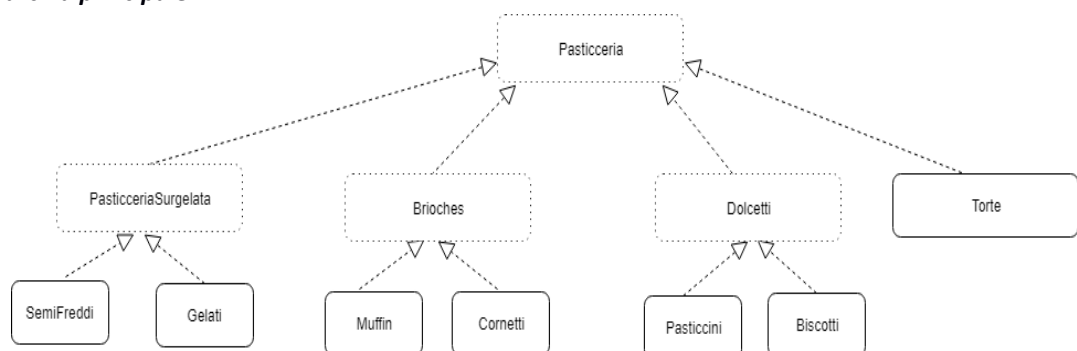 Pasticceria
PasticceriaSurgelata
Brioches
Dolcetti
Torte
SemiFreddi
Gelati
Muffin
Cornetti
Pasticcini
Biscotti